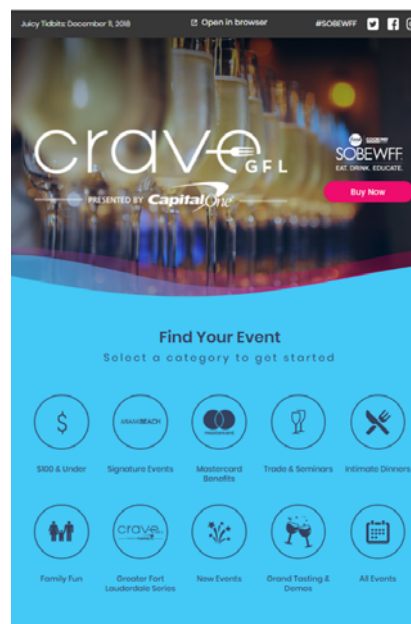 Juicy Tidbits: December 11, 2018
Open in browser
#SOBEWFF
crave
GFL
PRESENTED BY Capital One
SOBEWFF
EAT. DRINK. EDUCATE.
Buy Now
Find Your Event
Select a category to get started
$
MIAMIBEACH
mastercard
$100 & Under
Signature Events
Mastercard
Benefits
Trade & Seminars
Intimate Dinners
crave
Family Fun
Greater Fort
Lauderdale Series
New Events
Grand Tasting &
Demos
All Events